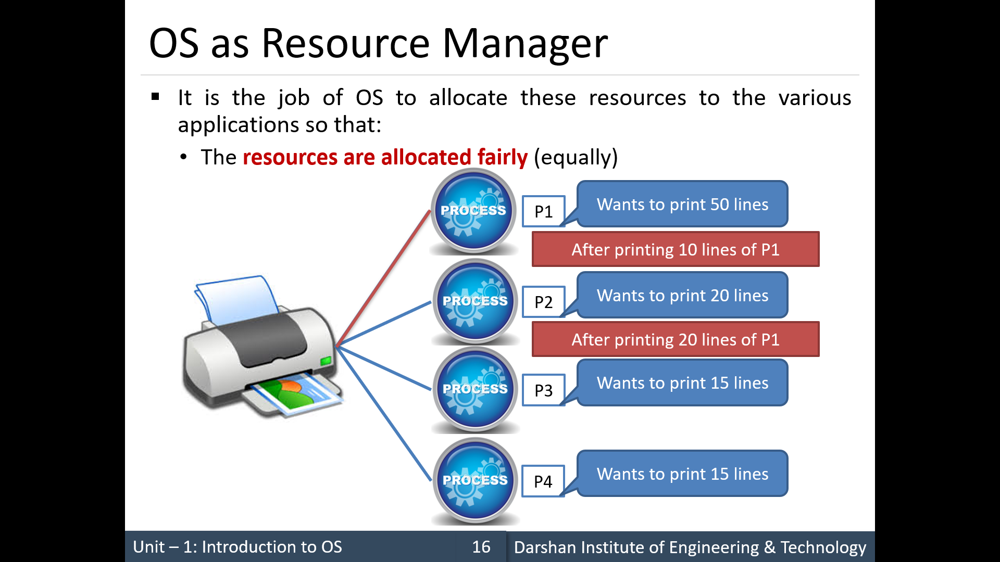 OS as Resource Manager
▪ It is the job of OS to allocate these resources to the various
applications so that:
• The resources are allocated fairly (equally)
PROCESS
P1
Wants to print 50 lines
After printing 10 lines of P1
PROCESS
P2
Wants to print 20 lines
After printing 20 lines of P1
PROCESS
P3
Wants to print 15 lines
PROCESS
P4
Wants to print 15 lines
Unit – 1: Introduction to OS
16
Darshan Institute of Engineering & Technology